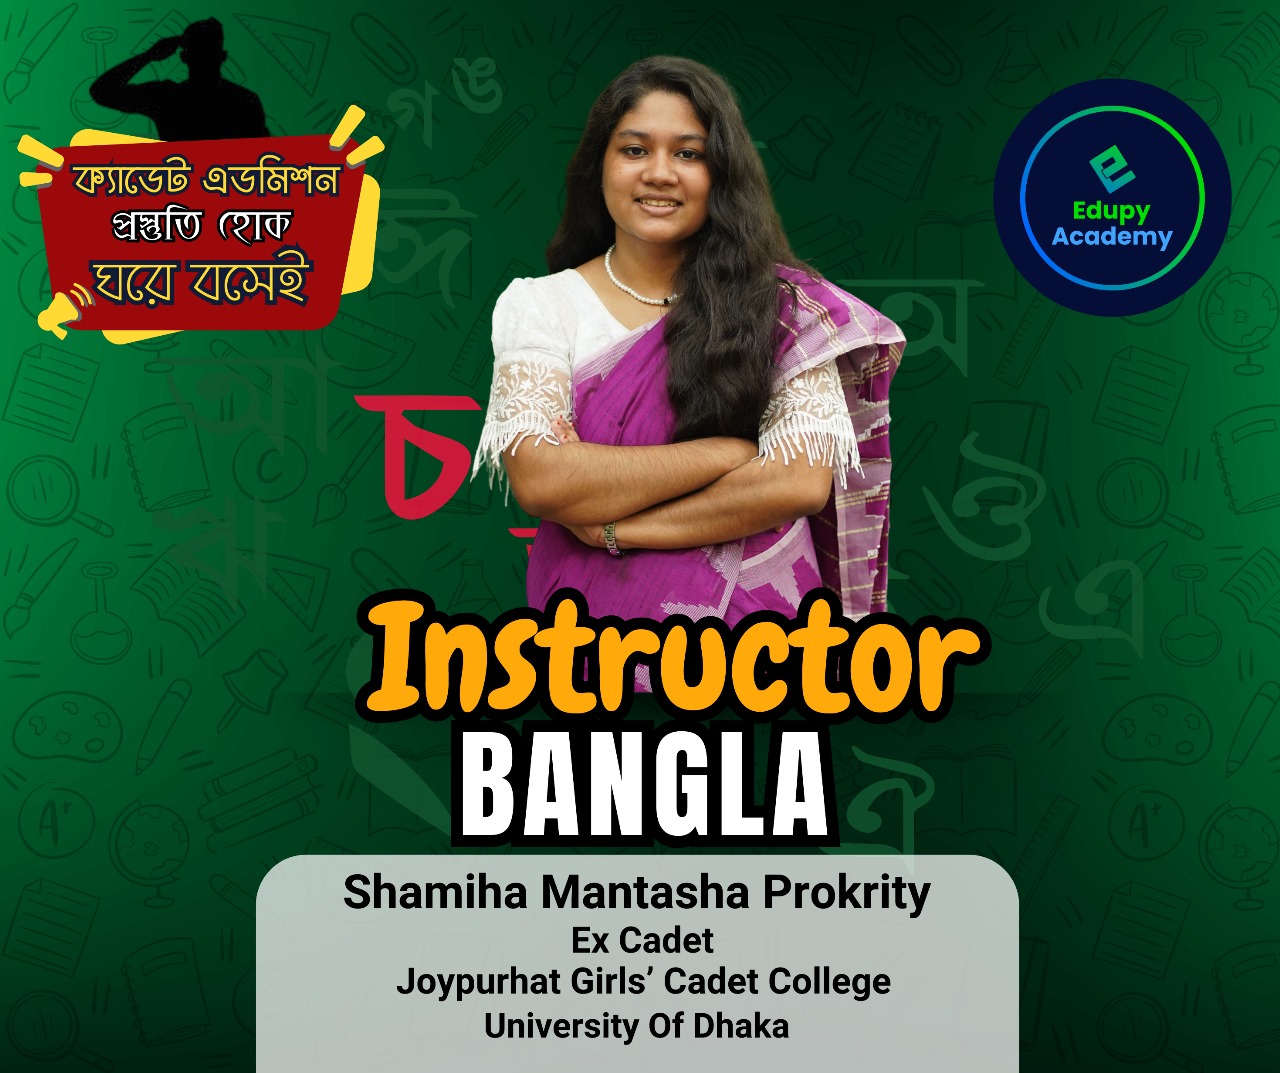 ক্যাডেট এডমিশন
প্রস্তুতি হোক
ঘরে বসেই
Edupy
Academy
গ ঙ
ঈ
অ
আ
চ
ঔ
ঝ
এ
Instructor
BANGLA
ঐ
A+
A+
Shamiha Mantasha Prokrity
Ex Cadet
Joypurhat Girls’ Cadet College
University Of Dhaka